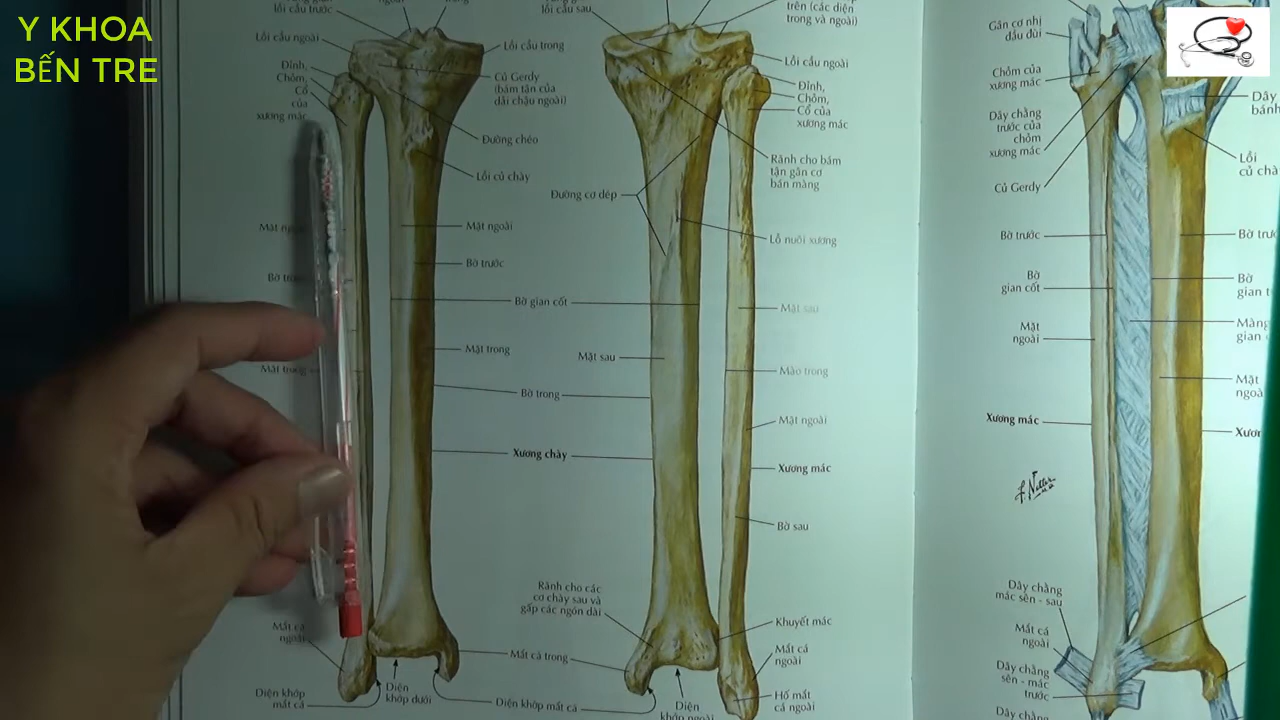 Y KHOA
BẾN TRE
lồi cầu trước
Lồi cầu ngoài
Lồi cầu trong
Đỉnh,
Chỏm,
Cổ
của
xương mác
Củ Gerdy
(bám tận của
dải chậu ngoài)
Đường chéo
Lồi củ chày
Mặt ngoài
Bờ trước
Bờ gian cốt
Mặt trong
Bờ trong
Xương chày
Mắt cá
ngoài
Mắt cá trong
Diện khớp
mắt cá
Diện
khớp dưới
Diện khớp mắt cá
lồi cầu sau
trên (các diện
trong và ngoài)
Lồi cầu ngoài
Đỉnh,
Chỏm,
Cổ của
xương mác
Rãnh cho bám
tận gân cơ
bán màng
Đường cơ dép
Lỗ nuôi xương
Mặt sau
Mặt sau
Mào trong
Mặt ngoài
Xương mác
Bờ sau
Rãnh cho các
cơ chày sau và
gấp các ngón dài
Khuyết mác
Mắt cá
ngoài
Hố mắt
cá ngoài
Diện
khớp ngoài
Gân cơ nhị
đầu đùi
Chỏm của
xương mác
Dây chằng
trước của
chỏm
xương mác
Củ Gerdy
Bờ trước
Bờ
gian cốt
Mặt
ngoài
Xương mác
Dây chằng
mác sên - sau
Mắt cá
ngoài
Dây chằng
sên - mác
trước
Dây chằng
Dây
bánh
Lồi
củ chà
Bờ trư
Bờ
gian
Màng
gian
Mặt
ngoà
Xươn